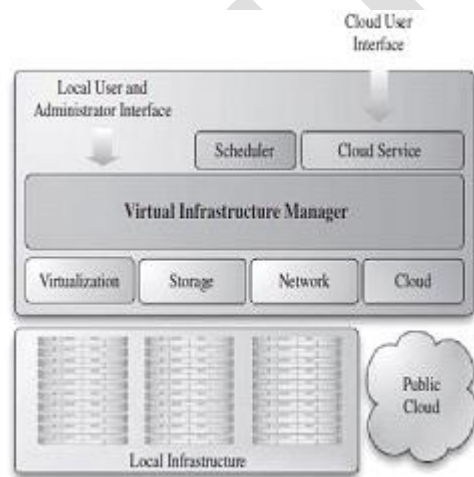 Cloud User
Interface
Local User and
Administrator Interface
Scheduler
Cloud Service
Virtual Infrastructure Manager
Virtualization
Storage
Network
Cloud
Public
Cloud
Local Infrastructure